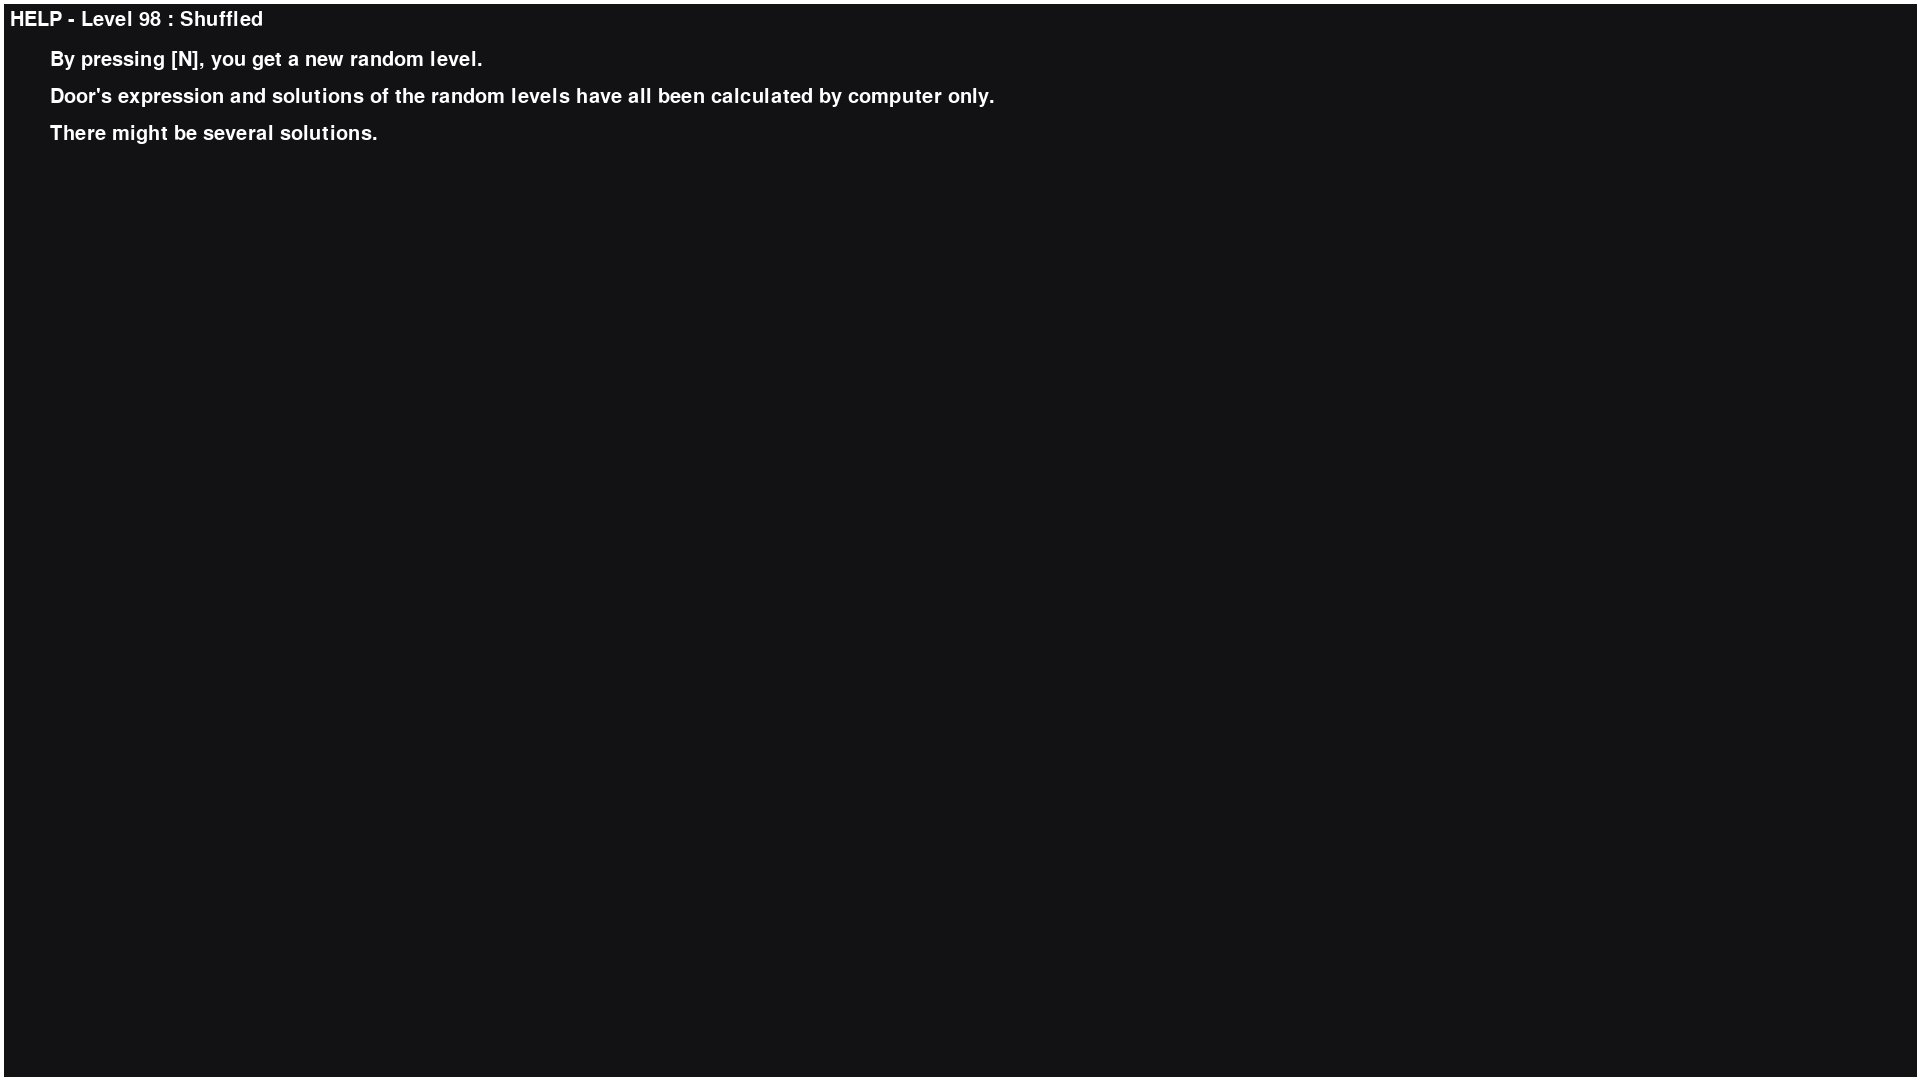 HELP - Level 98 : Shuffled
By pressing [N], you get a new random level.
Door's expression and solutions of the random levels have all been calculated by computer only.
There might be several solutions.